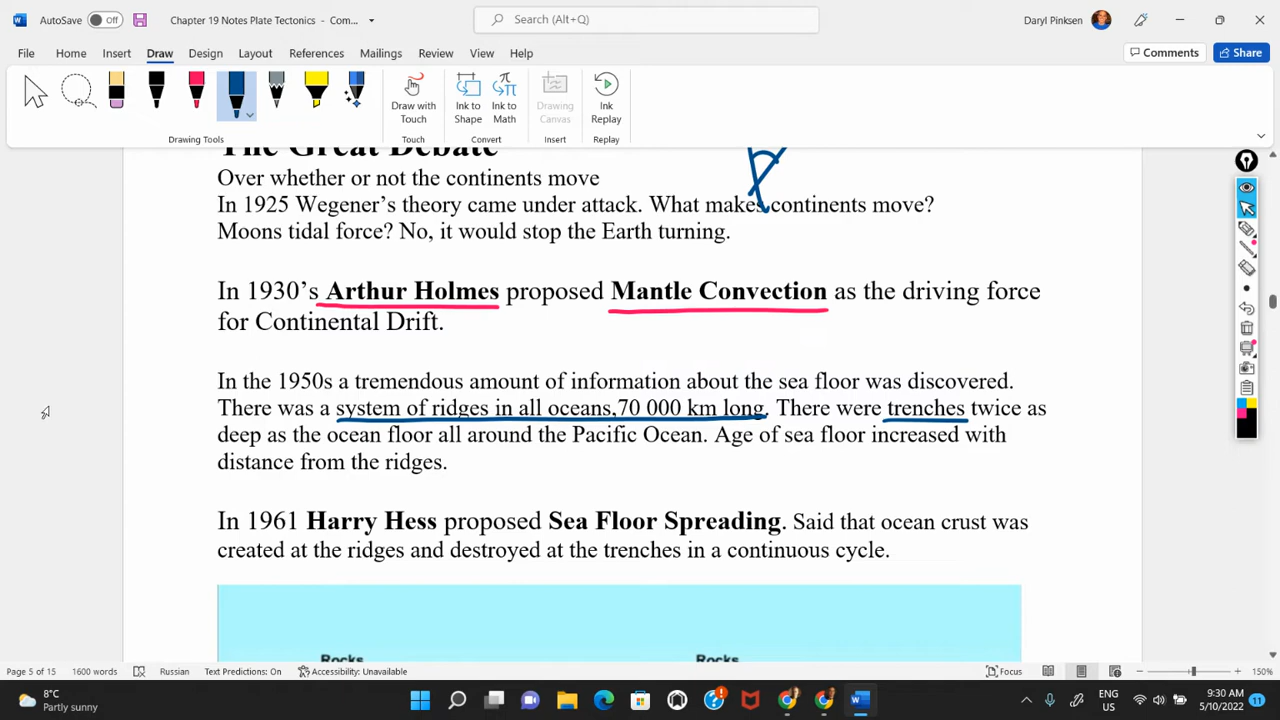 AutoSave Off Chapter 19 Notes Plate Tectonics - Com... Search (Alt+Q) Daryl Pinksen
File Home Insert Draw Design Layout References Mailings Review View Help Comments Share
Draw with Touch
Ink to Shape
Ink to Math
Drawing Canvas
Ink Replay
Drawing Tools Touch Convert Insert Replay
The Great Debate
Over whether or not the continents move
In 1925 Wegener's theory came under attack. What makes continents move?
Moons tidal force? No, it would stop the Earth turning.
In 1930's Arthur Holmes proposed Mantle Convection as the driving force
for Continental Drift.
In the 1950s a tremendous amount of information about the sea floor was discovered.
There was a system of ridges in all oceans,70 000 km long. There were trenches twice as
deep as the ocean floor all around the Pacific Ocean. Age of sea floor increased with
distance from the ridges.
In 1961 Harry Hess proposed Sea Floor Spreading. Said that ocean crust was
created at the ridges and destroyed at the trenches in a continuous cycle.
Rocks Rocks
Page 5 of 15 1600 words Russian Text Predictions: On Accessibility: Unavailable Focus 150%
8°C
Partly sunny
ENG
US
9:30 AM
5/10/2022